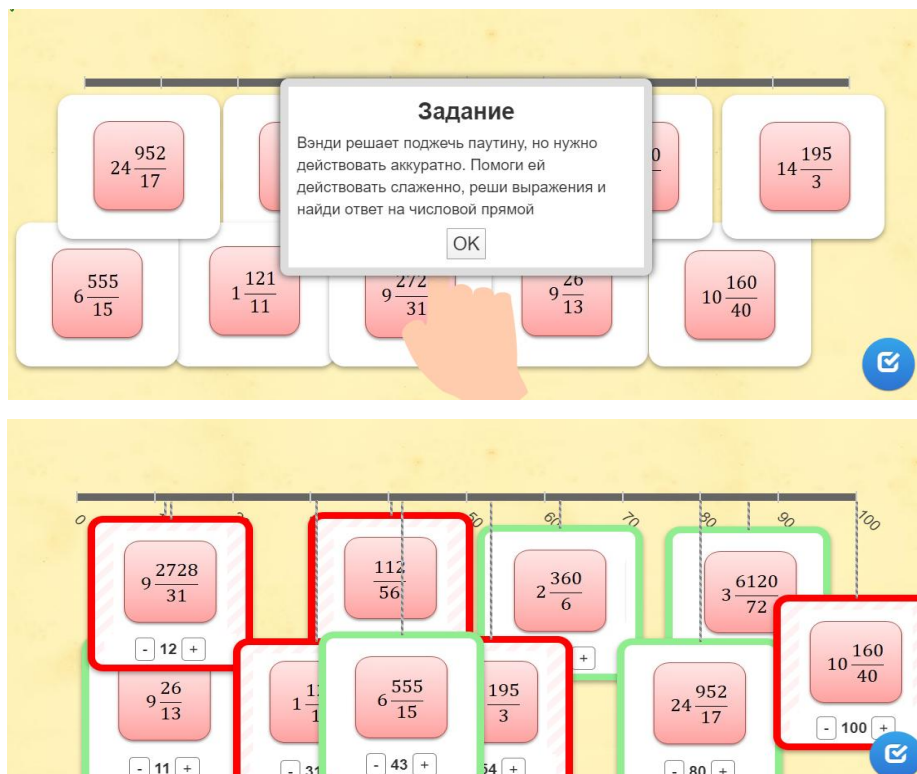 Задание
Вэнди решает поджечь паутину, но нужно
действовать аккуратно. Помоги ей
действовать слаженно, реши выражения и
найди ответ на числовой прямой
OK
24 952/17
14 195/3
6 555/15
1 121/11
9 26/13
10 160/40
0 50 60 70 80 90 100
9 2728/31
112/56
2 360/6
3 6120/72
- 12 +
+
10 160/40
9 26/13
6 555/15
195/3
24 952/17
- 100 +
- 11 +
- 31
- 43 +
54 +
- 80 +